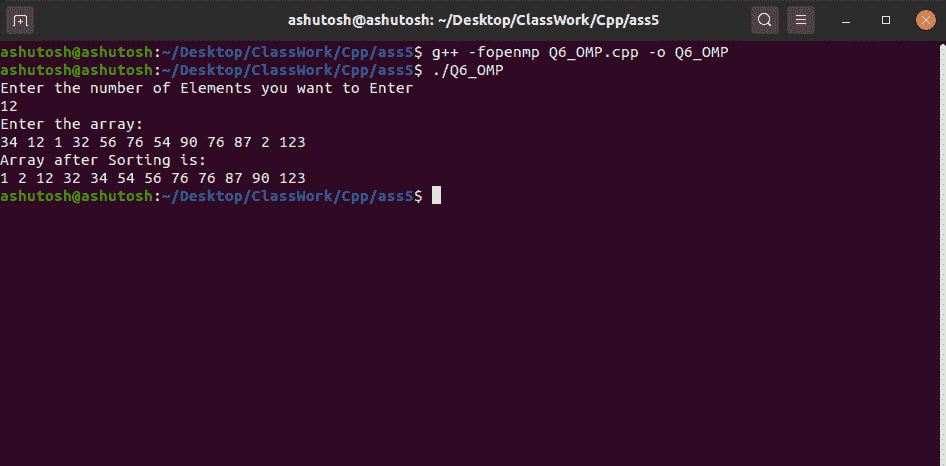 ashutosh@ashutosh: ~/Desktop/ClassWork/Cpp/ass5
ashutosh@ashutosh:~/Desktop/ClassWork/Cpp/ass5$ g++ -fopenmp Q6_OMP.cpp -o Q6_OMP
ashutosh@ashutosh:~/Desktop/ClassWork/Cpp/ass5$ ./Q6_OMP
Enter the number of Elements you want to Enter
12
Enter the array:
34 12 1 32 56 76 54 90 76 87 2 123
Array after Sorting is:
1 2 12 32 34 54 56 76 76 87 90 123
ashutosh@ashutosh:~/Desktop/ClassWork/Cpp/ass5$